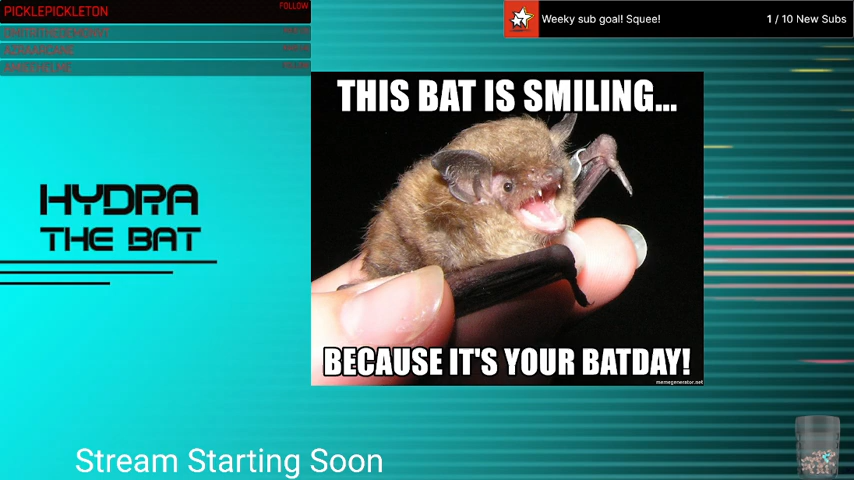 PICKLEPICKLETON
FOLLOW
Weeky sub goal! Squee!
1 / 10 New Subs
THIS BAT IS SMILING...
HYDRA
THE BAT
BECAUSE IT'S YOUR BATDAY!
memegenerator.net
Stream Starting Soon